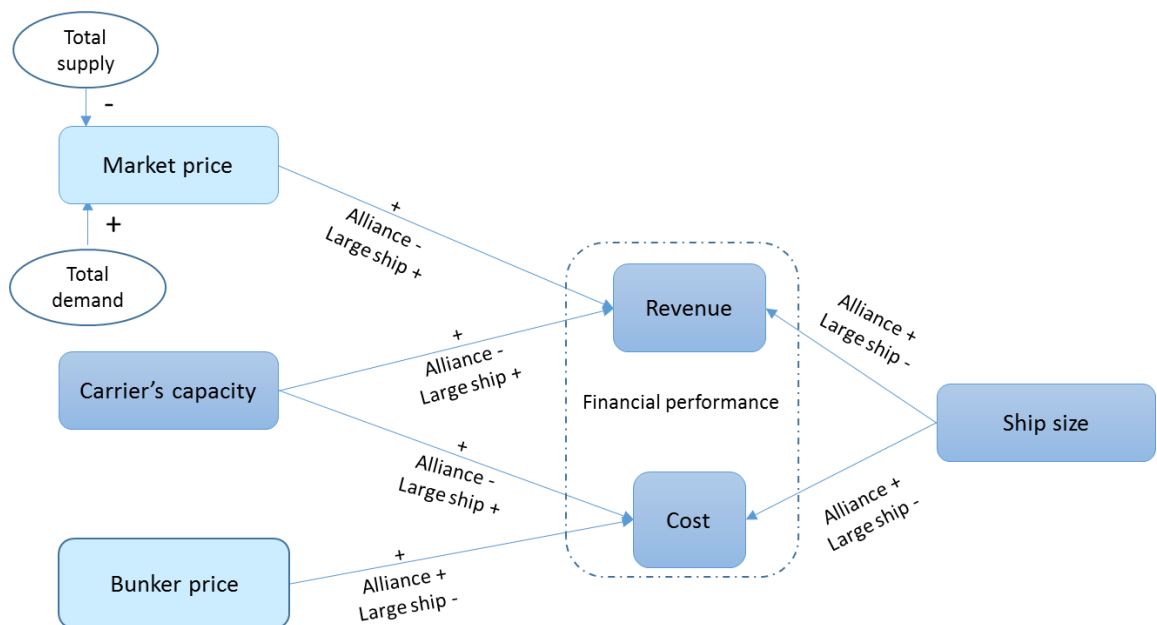 Total
supply
-
Market price
+
Total
demand
+
Alliance -
Large ship +
Revenue
Alliance +
Large ship -
+
Alliance -
Large ship +
Carrier's capacity
Financial performance
Ship size
+
Alliance -
Large ship +
Cost
Alliance +
Large ship -
+
Alliance +
Large ship -
Bunker price